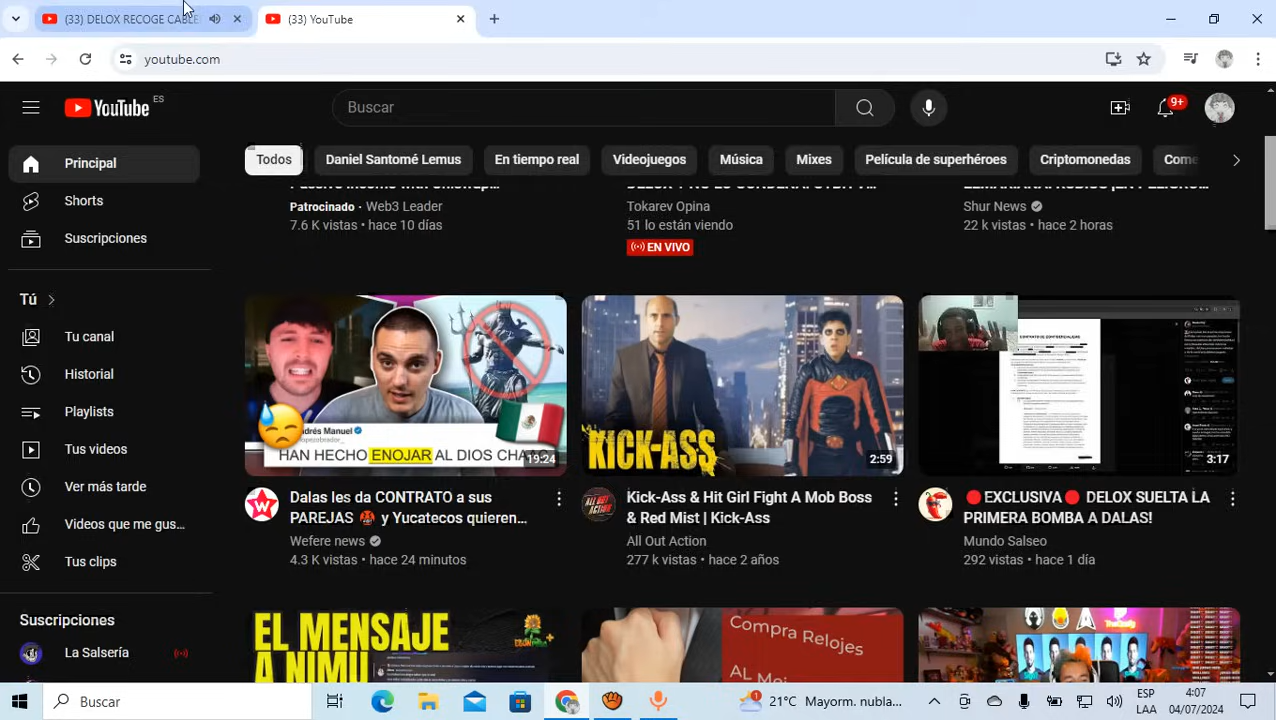 (33) DELOX RECOGE CABLE
(33) YouTube
youtube.com
YouTube ES
Buscar
9+
Principal
Shorts
Suscripciones
Tú
Tu canal
Historial
Playlists
Tus videos
Ver más tarde
Videos que me gus...
Tus clips
Suscripciones
La Salsería
Todos
Daniel Santomé Lemus
En tiempo real
Videojuegos
Música
Mixes
Película de superhéroes
Criptomonedas
Come
Patrocinado · Web3 Leader
7.6 K vistas • hace 10 días
Tokarev Opina
51 lo están viendo
EN VIVO
Shur News
22 k vistas • hace 2 horas
HAN HECHO ENOJAR AL DIOS
19:24
Dalas les da CONTRATO a sus
PAREJAS 👹 y Yucatecos quieren...
Wefere news
4.3 K vistas • hace 24 minutos
KICK-ASS
2:59
Kick-Ass & Hit Girl Fight A Mob Boss
& Red Mist | Kick-Ass
All Out Action
277 k vistas • hace 2 años
3:17
🔴EXCLUSIVA🔴 DELOX SUELTA LA
PRIMERA BOMBA A DALAS!
Mundo Salseo
292 vistas • hace 1 día
EL MENSAJE
A NIMU
Compra Relojes
AL
Buscar
1
21°C Mayorm. nubla...
ESP
LAA
4:07
04/07/2024